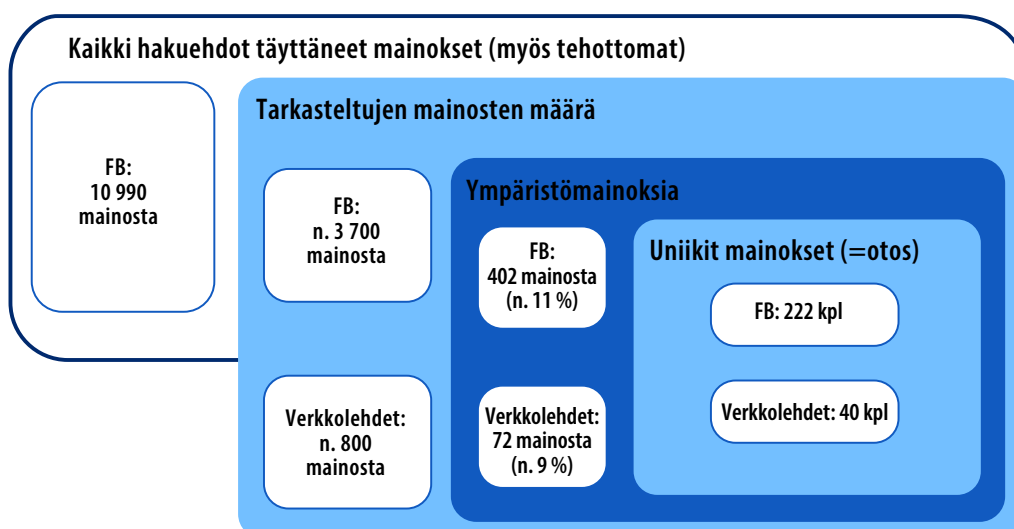 Kaikki hakuehdot täyttäneet mainokset (myös tehottomat)
FB:
10 990
mainosta
Tarkasteltujen mainosten määrä
FB:
n. 3 700
mainosta
Verkkolehdet:
n. 800
mainosta
Ympäristömainoksia
FB:
402 mainosta
(n. 11 %)
Verkkolehdet:
72 mainosta
(n. 9 %)
Uniikit mainokset (=otos)
FB: 222 kpl
Verkkolehdet: 40 kpl